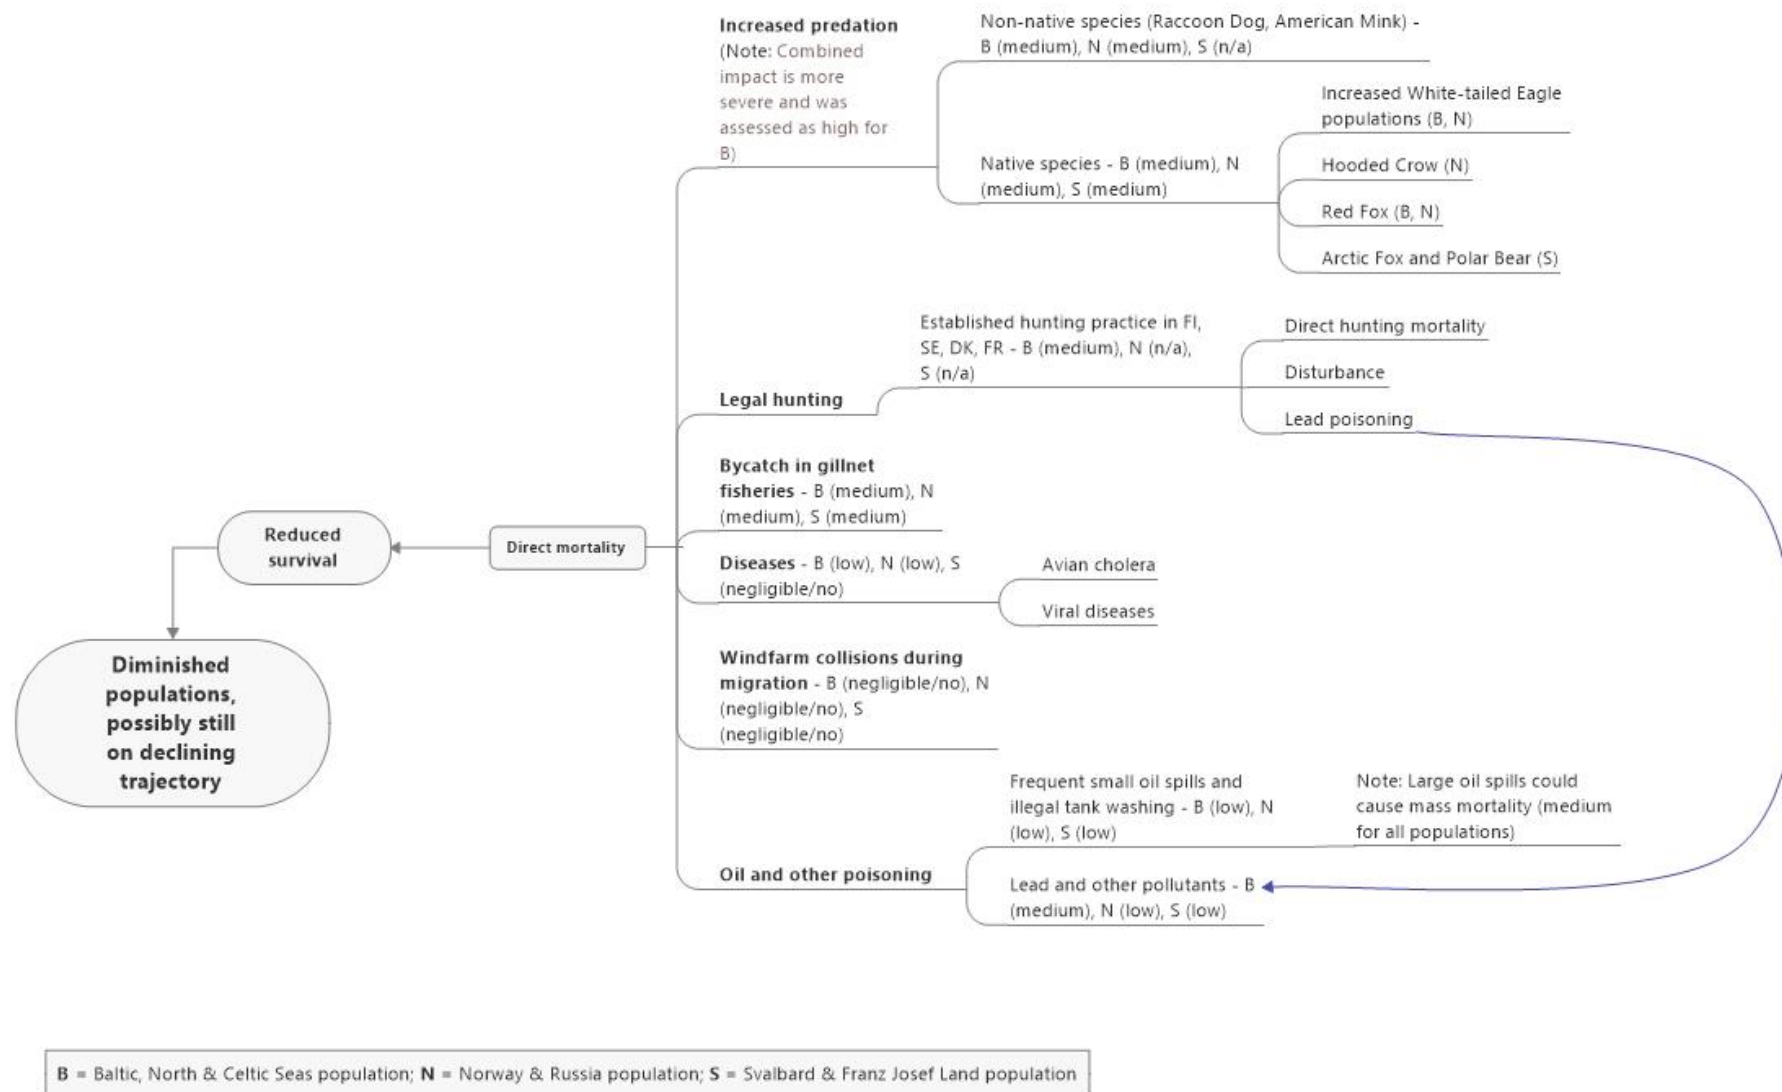 Increased predation
(Note: Combined
impact is more
severe and was
assessed as high for
B)
Non-native species (Raccoon Dog, American Mink) -
B (medium), N (medium), S (n/a)
Native species - B (medium), N
(medium), S (medium)
Increased White-tailed Eagle
populations (B, N)
Hooded Crow (N)
Red Fox (B, N)
Arctic Fox and Polar Bear (S)
Legal hunting
Established hunting practice in FI,
SE, DK, FR - B (medium), N (n/a),
S (n/a)
Direct hunting mortality
Disturbance
Lead poisoning
Bycatch in gillnet
fisheries - B (medium), N
(medium), S (medium)
Reduced
survival
Direct mortality
Diseases - B (low), N (low), S
(negligible/no)
Avian cholera
Viral diseases
Diminished
populations,
possibly still
on declining
trajectory
Windfarm collisions during
migration - B (negligible/no), N
(negligible/no), S
(negligible/no)
Oil and other poisoning
Frequent small oil spills and
illegal tank washing - B (low), N
(low), S (low)
Note: Large oil spills could
cause mass mortality (medium
for all populations)
Lead and other pollutants - B
(medium), N (low), S (low)
B = Baltic, North & Celtic Seas population; N = Norway & Russia population; S = Svalbard & Franz Josef Land population